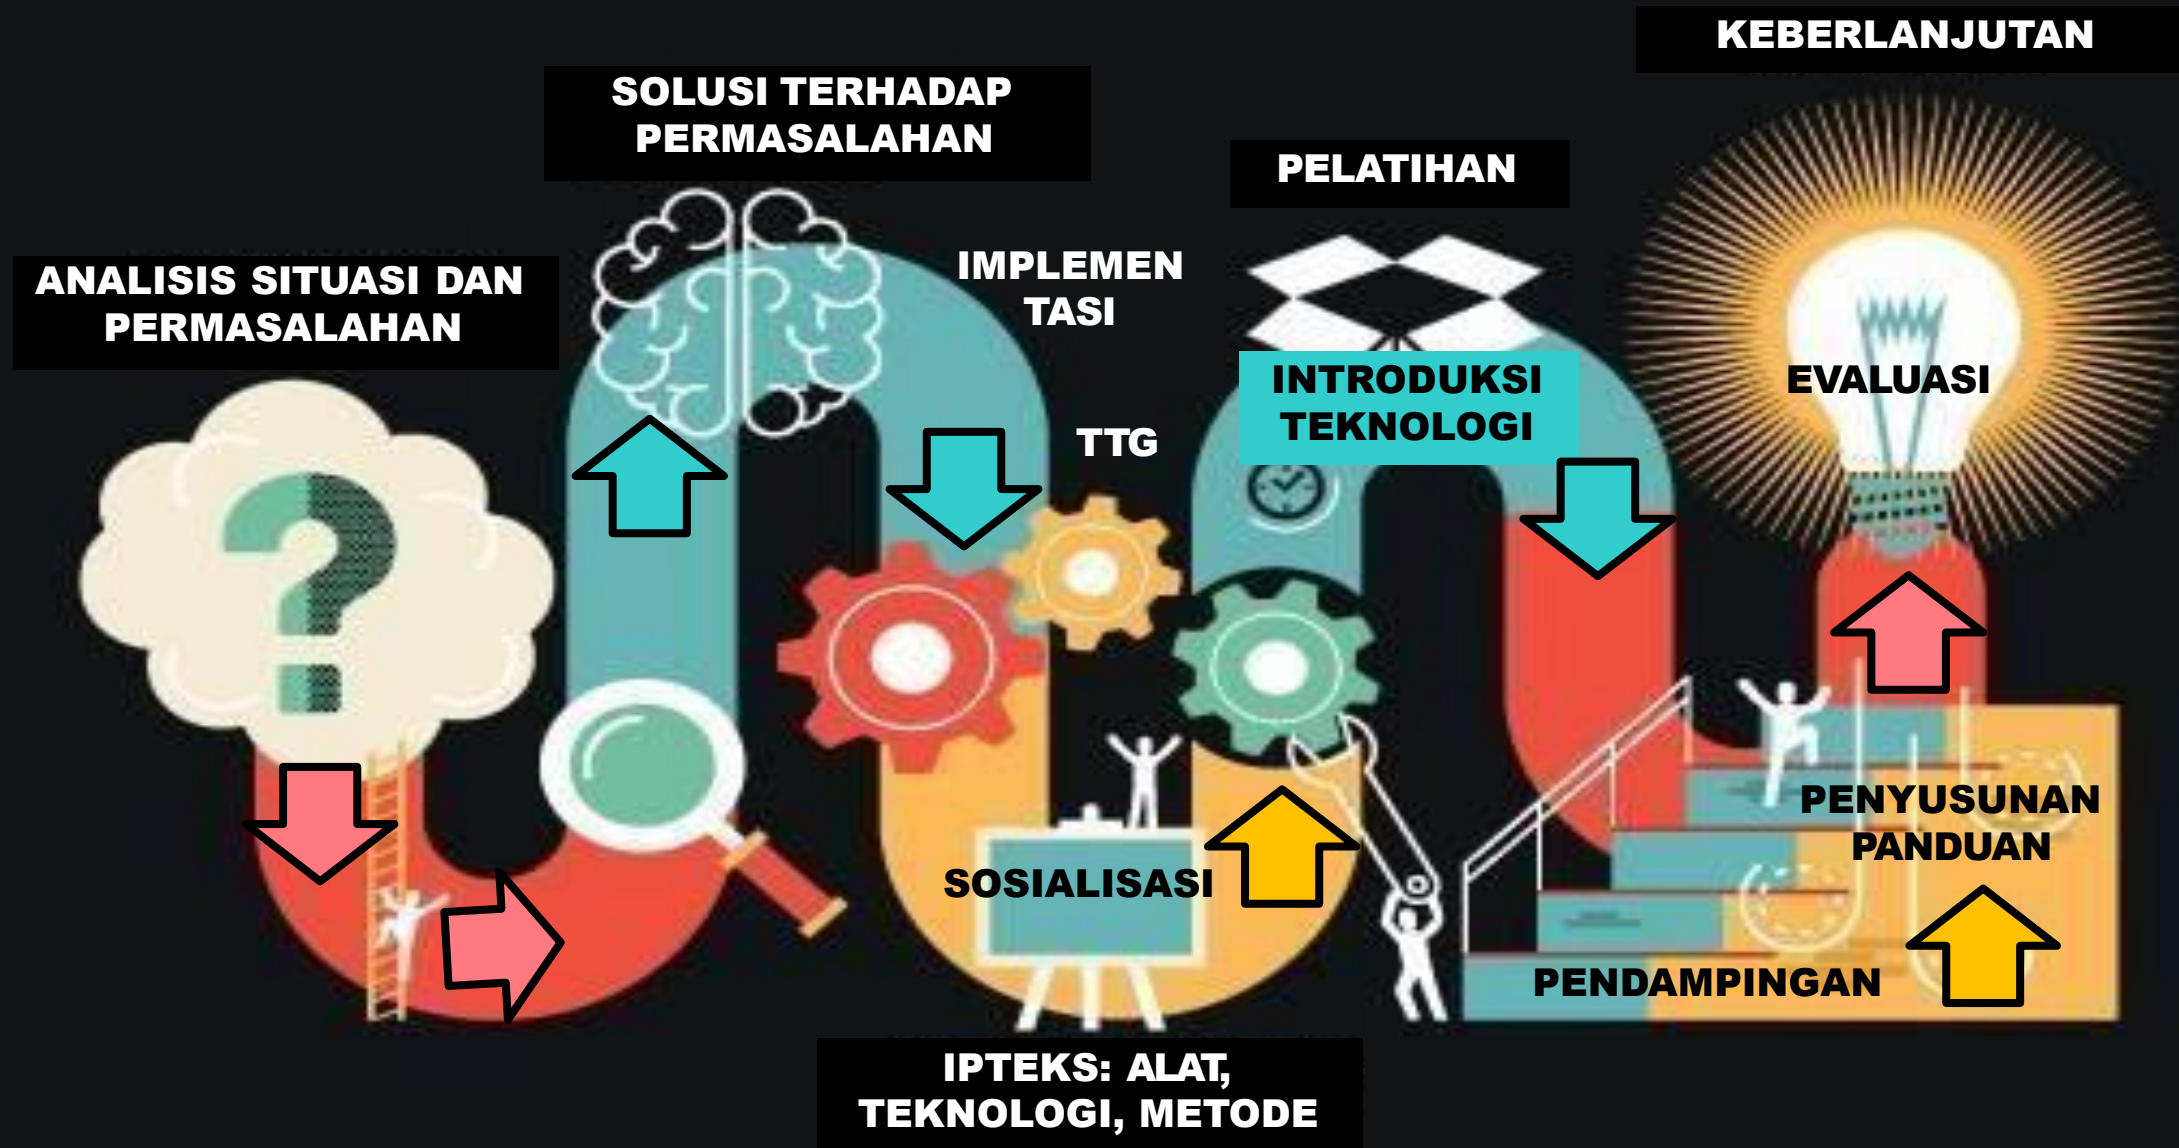 ANALISIS SITUASI DAN
PERMASALAHAN
SOLUSI TERHADAP
PERMASALAHAN
IMPLEMEN
TASI
TTG
SOSIALISASI
IPTEKS: ALAT,
TEKNOLOGI, METODE
PELATIHAN
INTRODUKSI
TEKNOLOGI
PENDAMPINGAN
PENYUSUNAN
PANDUAN
EVALUASI
KEBERLANJUTAN